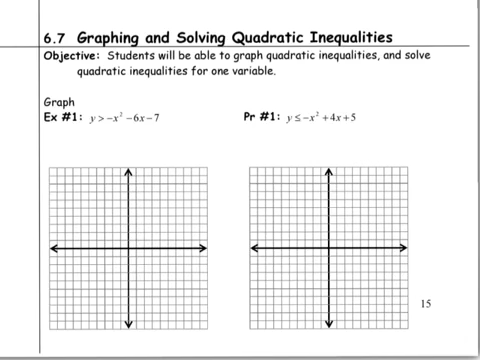 6.7 Graphing and Solving Quadratic Inequalities
Objective: Students will be able to graph quadratic inequalities, and solve
quadratic inequalities for one variable.
Graph
Ex #1: y > −x² − 6x − 7
Pr #1: y ≤ −x² + 4x + 5
15